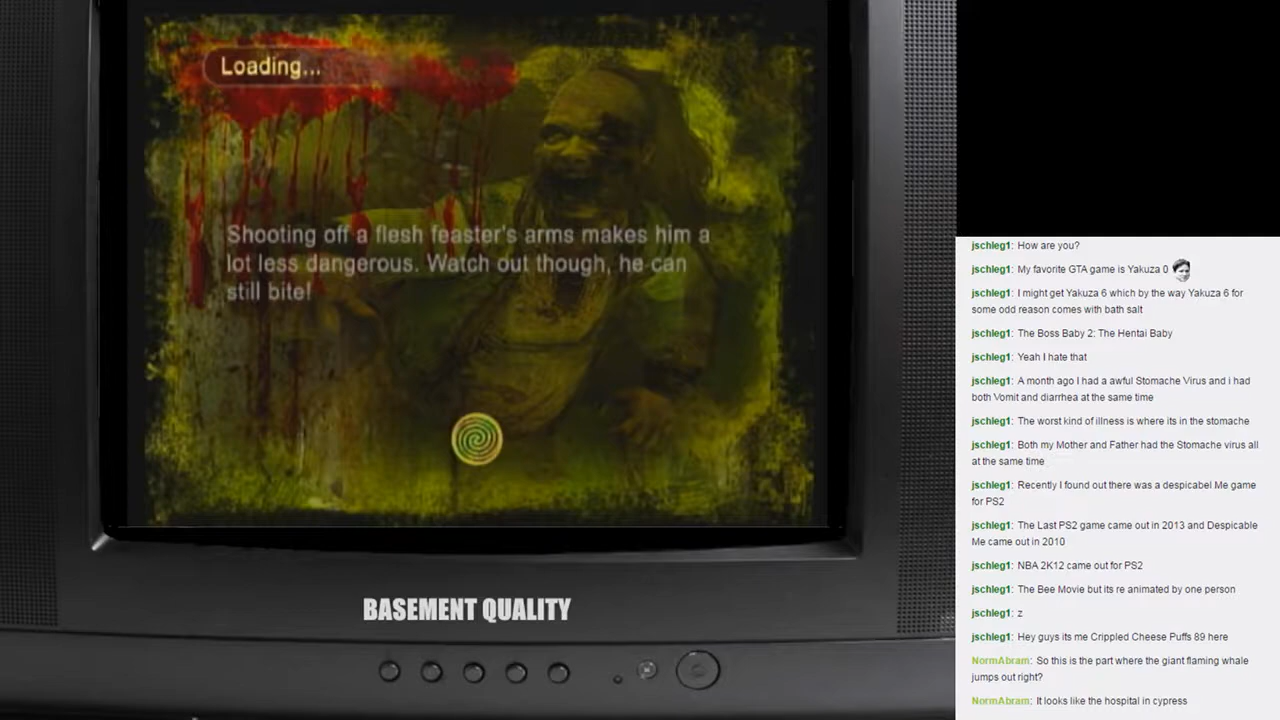 Loading...
Shooting off a flesh feaster's arms makes him a
lot less dangerous. Watch out though, he can
still bite!
BASEMENT QUALITY
jschleg1: How are you?
jschleg1: My favorite GTA game is Yakuza 0
jschleg1: I might get Yakuza 6 which by the way Yakuza 6 for
some odd reason comes with bath salt
jschleg1: The Boss Baby 2: The Hentai Baby
jschleg1: Yeah I hate that
jschleg1: A month ago I had a awful Stomache Virus and i had
both Vomit and diarrhea at the same time
jschleg1: The worst kind of illness is where its in the stomache
jschleg1: Both my Mother and Father had the Stomache virus all
at the same time
jschleg1: Recently I found out there was a despicabel Me game
for PS2
jschleg1: The Last PS2 game came out in 2013 and Despicable
Me came out in 2010
jschleg1: NBA 2K12 came out for PS2
jschleg1: The Bee Movie but its re animated by one person
jschleg1: z
jschleg1: Hey guys its me Crippled Cheese Puffs 89 here
NormAbram: So this is the part where the giant flaming whale
jumps out right?
NormAbram: It looks like the hospital in cypress